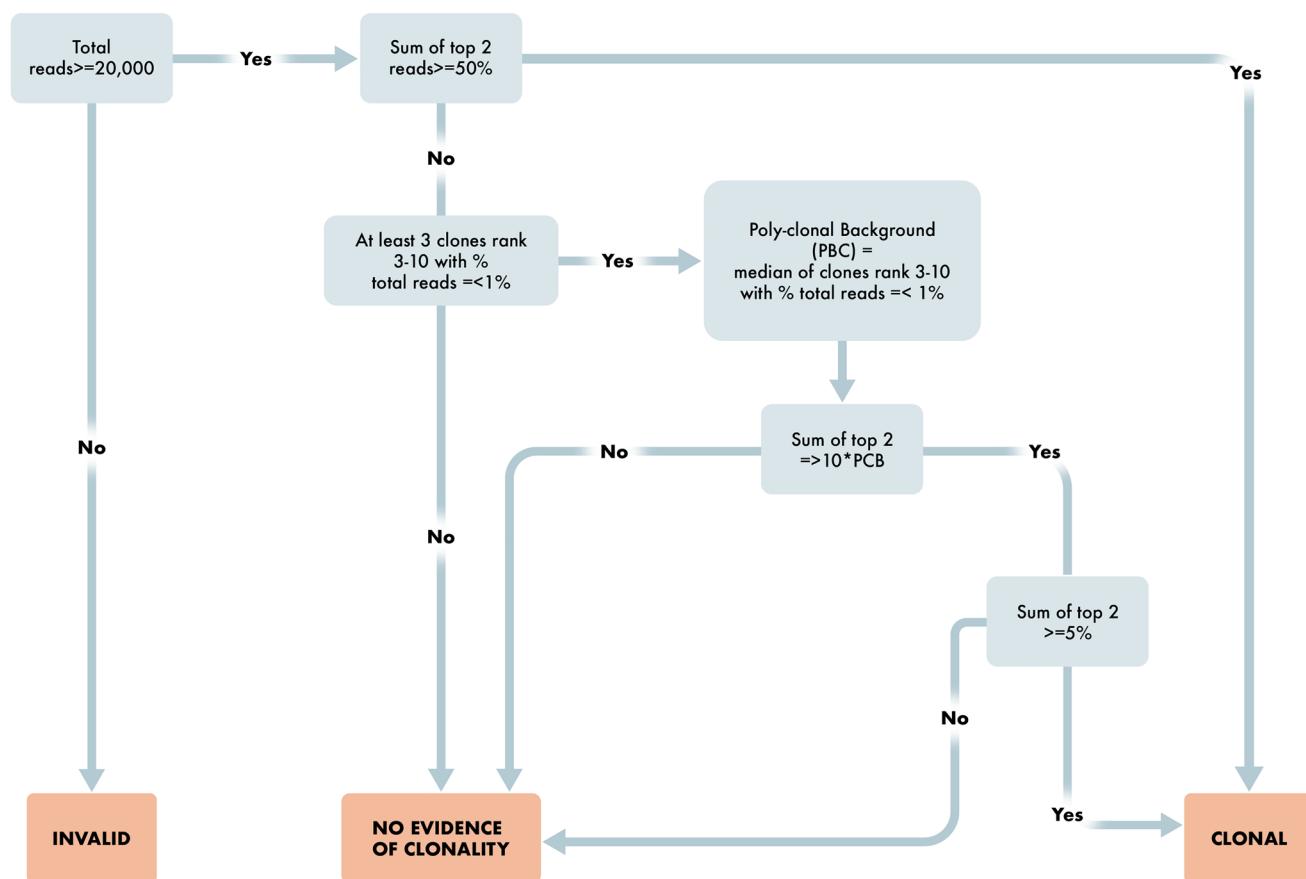 Total
reads>=20,000
Yes
Sum of top 2
reads>=50%
Yes
No
At least 3 clones rank
3-10 with %
total reads =<1%
Yes
Poly-clonal Background
(PBC) =
median of clones rank 3-10
with % total reads =< 1%
No
Sum of top 2
=>10*PCB
Yes
No
No
Sum of top 2
>=5%
No
Yes
INVALID
NO EVIDENCE
OF CLONALITY
CLONAL